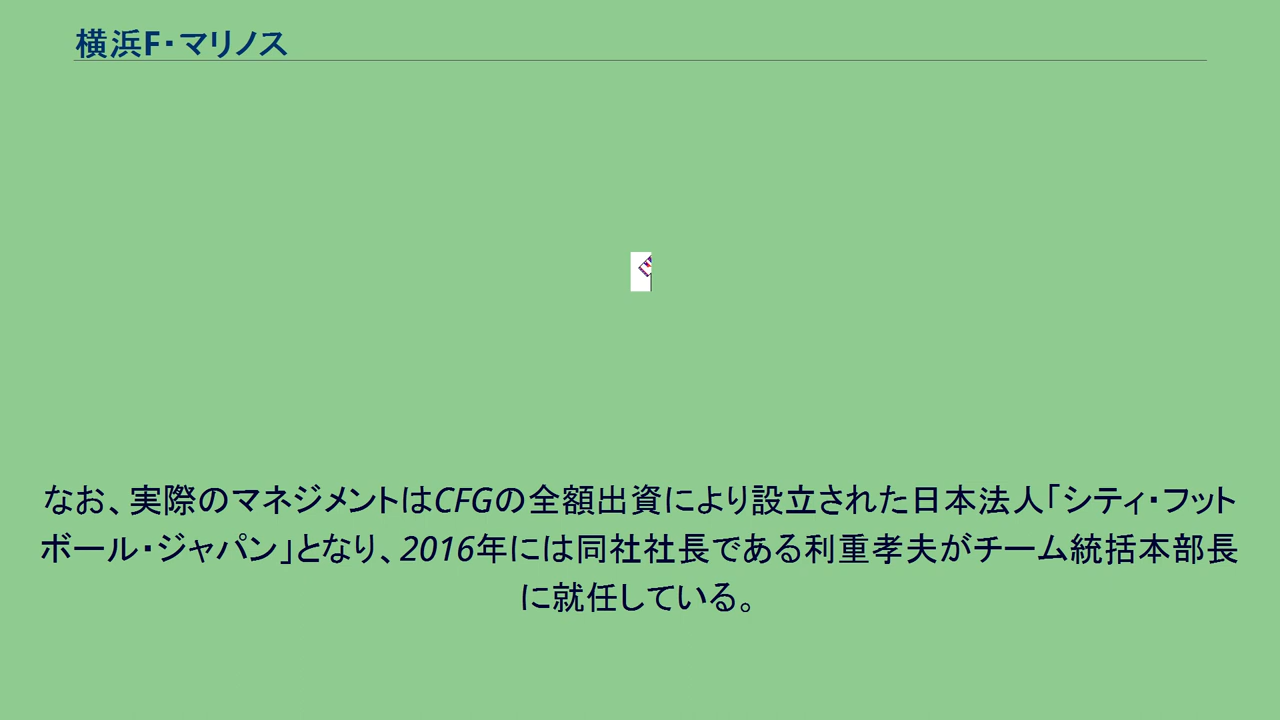 横浜F・マリノス
なお、実際のマネジメントはCFGの全額出資により設立された日本法人「シティ・フット
ボール・ジャパン」となり、2016年には同社社長である利重孝夫がチーム統括本部長
に就任している。